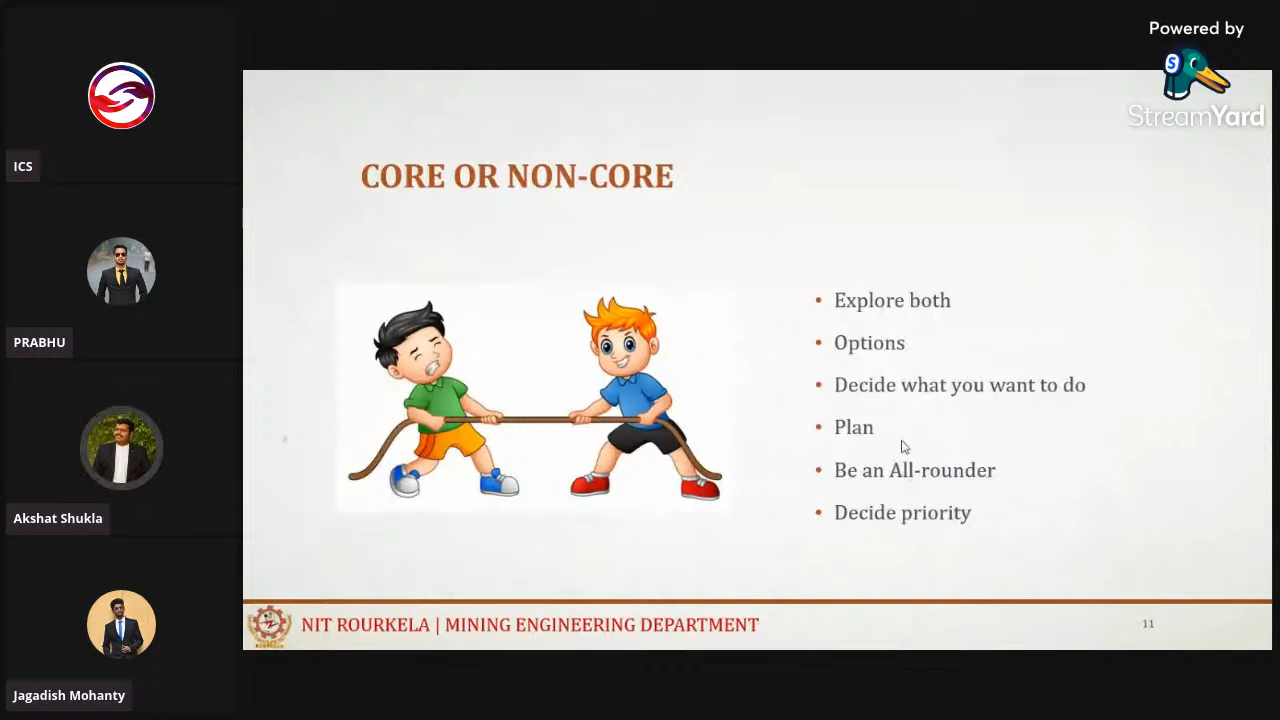 Powered by
S
StreamYard
ICS
PRABHU
Akshat Shukla
Jagadish Mohanty
CORE OR NON-CORE
• Explore both
• Options
• Decide what you want to do
• Plan
• Be an All-rounder
• Decide priority
NIT ROURKELA | MINING ENGINEERING DEPARTMENT
11